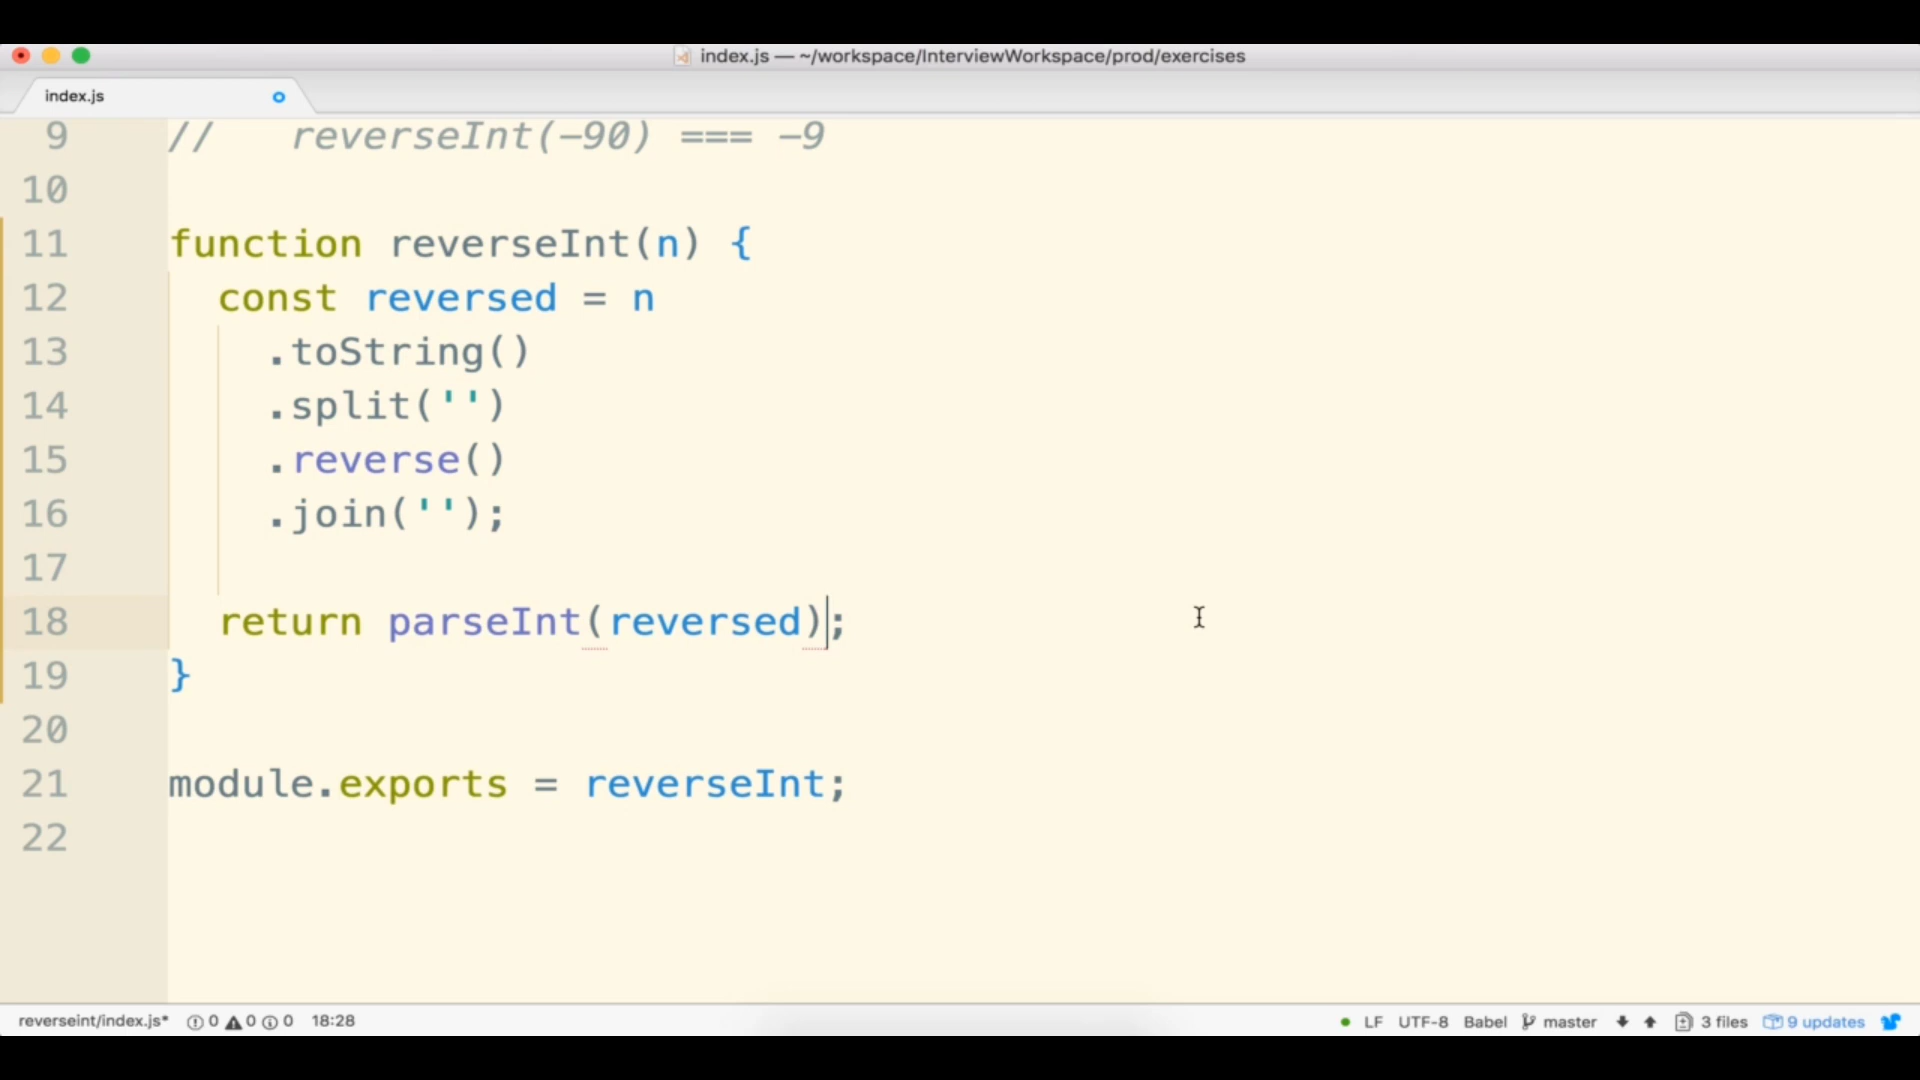 index.js — ~/workspace/InterviewWorkspace/prod/exercises
index.js
9 //   reverseInt(-90) === -9
10
11 function reverseInt(n) {
12   const reversed = n
13     .toString()
14     .split('')
15     .reverse()
16     .join('');
17
18   return parseInt(reversed);
19 }
20
21 module.exports = reverseInt;
22
reverseint/index.js* 0 0 0 18:28 LF UTF-8 Babel master 3 files 9 updates